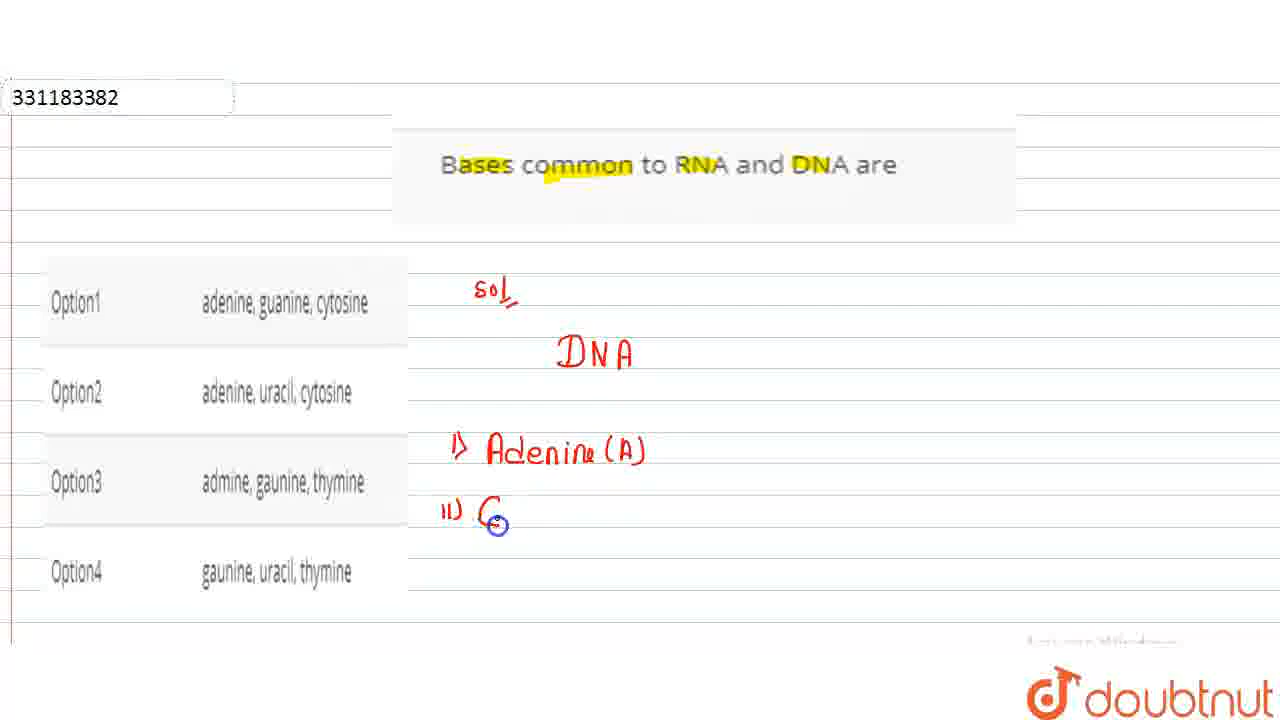 331183382
Bases common to RNA and DNA are
Option1 adenine, guanine, cytosine
Option2 adenine, uracil, cytosine
Option3 admine, gaunine, thymine
Option4 gaunine, uracil, thymine
Sol
DNA
i) Adenine (A)
ii) G
doubtnut